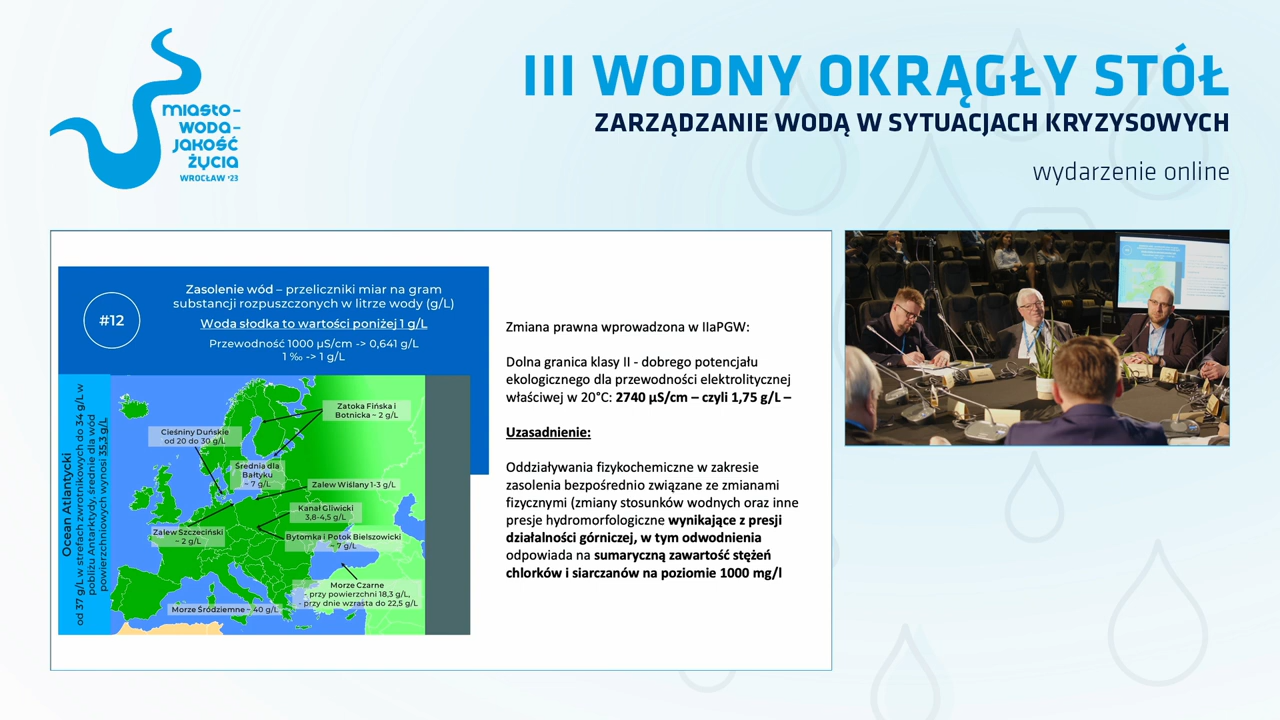 miasto-
woda-
jakość
życia
WROCŁAW '23
III WODNY OKRĄGŁY STÓŁ
ZARZĄDZANIE WODĄ W SYTUACJACH KRYZYSOWYCH
wydarzenie online
#12
Zasolenie wód – przeliczniki miar na gram
substancji rozpuszczonych w litrze wody (g/L)
Woda słodka to wartości poniżej 1 g/L
Przewodność 1000 µS/cm -> 0,641 g/L
1 ‰ -> 1 g/L
Ocean Atlantycki
od 37 g/L w strefach zwrotnikowych do 34 g/L w
pobliżu Antarktydy, średnie dla wód
powierzchniowych wynosi 35,3 g/L
Zatoka Fińska i
Botnicka ~ 2 g/L
Cieśniny Duńskie
od 20 do 30 g/L
Średnia dla
Bałtyku
~ 7 g/L
Zalew Wiślany 1-3 g/L
Kanał Gliwicki
3,8-4,5 g/L
Zalew Szczeciński
~ 2 g/L
Bytomka i Potok Bielszowicki
~ 7 g/L
Morze Czarne
- przy powierzchni 18,3 g/L,
- przy dnie wzrasta do 22,5 g/L
Morze Śródziemne ~ 40 g/L
Zmiana prawna wprowadzona w IIaPGW:
Dolna granica klasy II - dobrego potencjału
ekologicznego dla przewodności elektrolitycznej
właściwej w 20°C: 2740 µS/cm – czyli 1,75 g/L –
Uzasadnienie:
Oddziaływania fizykochemiczne w zakresie
zasolenia bezpośrednio związane ze zmianami
fizycznymi (zmiany stosunków wodnych oraz inne
presje hydromorfologiczne wynikające z presji
działalności górniczej, w tym odwodnienia
odpowiada na sumaryczną zawartość stężeń
chlorków i siarczanów na poziomie 1000 mg/l